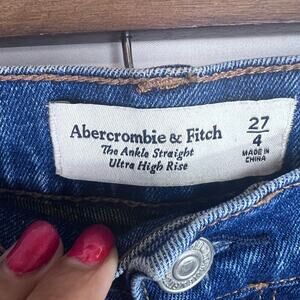 Abercrombie & Fitch
The Ankle Straight
Ultra High Rise
27
4
MADE IN
CHINA